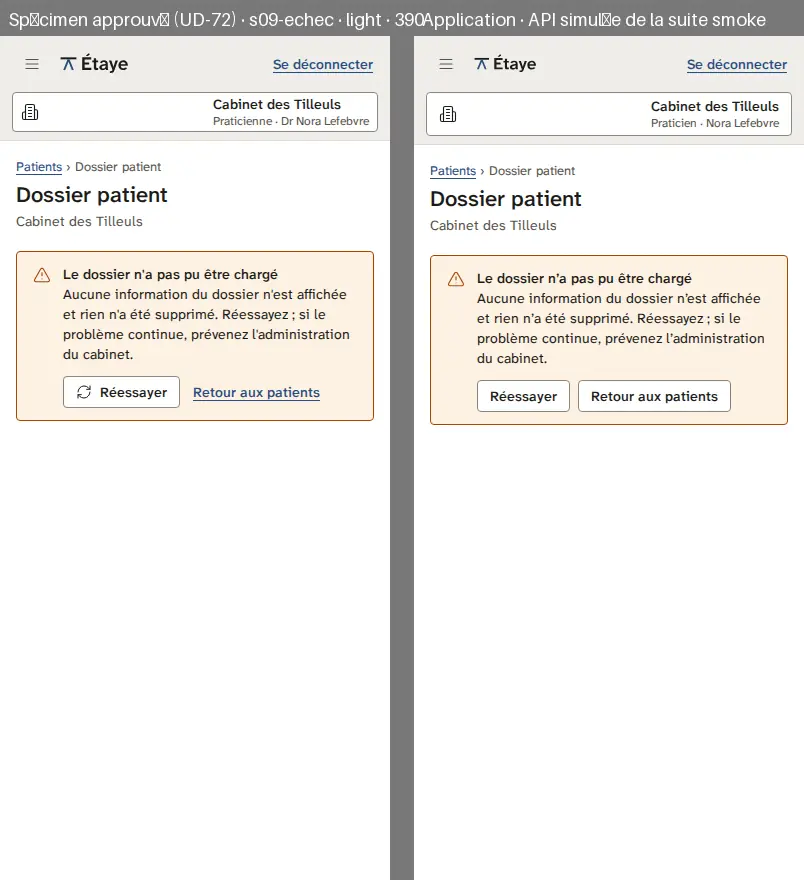 Sp□cimen approuv□ (UD-72) · s09-echec · light · 390
Étaye
Se déconnecter
Cabinet des Tilleuls
Praticienne · Dr Nora Lefebvre
Patients › Dossier patient
Dossier patient
Cabinet des Tilleuls
Le dossier n'a pas pu être chargé
Aucune information du dossier n'est affichée
et rien n'a été supprimé. Réessayez ; si le
problème continue, prévenez l'administration
du cabinet.
Réessayer
Retour aux patients
Application · API simul□e de la suite smoke
Étaye
Se déconnecter
Cabinet des Tilleuls
Praticien · Nora Lefebvre
Patients › Dossier patient
Dossier patient
Cabinet des Tilleuls
Le dossier n’a pas pu être chargé
Aucune information du dossier n’est affichée
et rien n’a été supprimé. Réessayez ; si le
problème continue, prévenez l’administration
du cabinet.
Réessayer
Retour aux patients